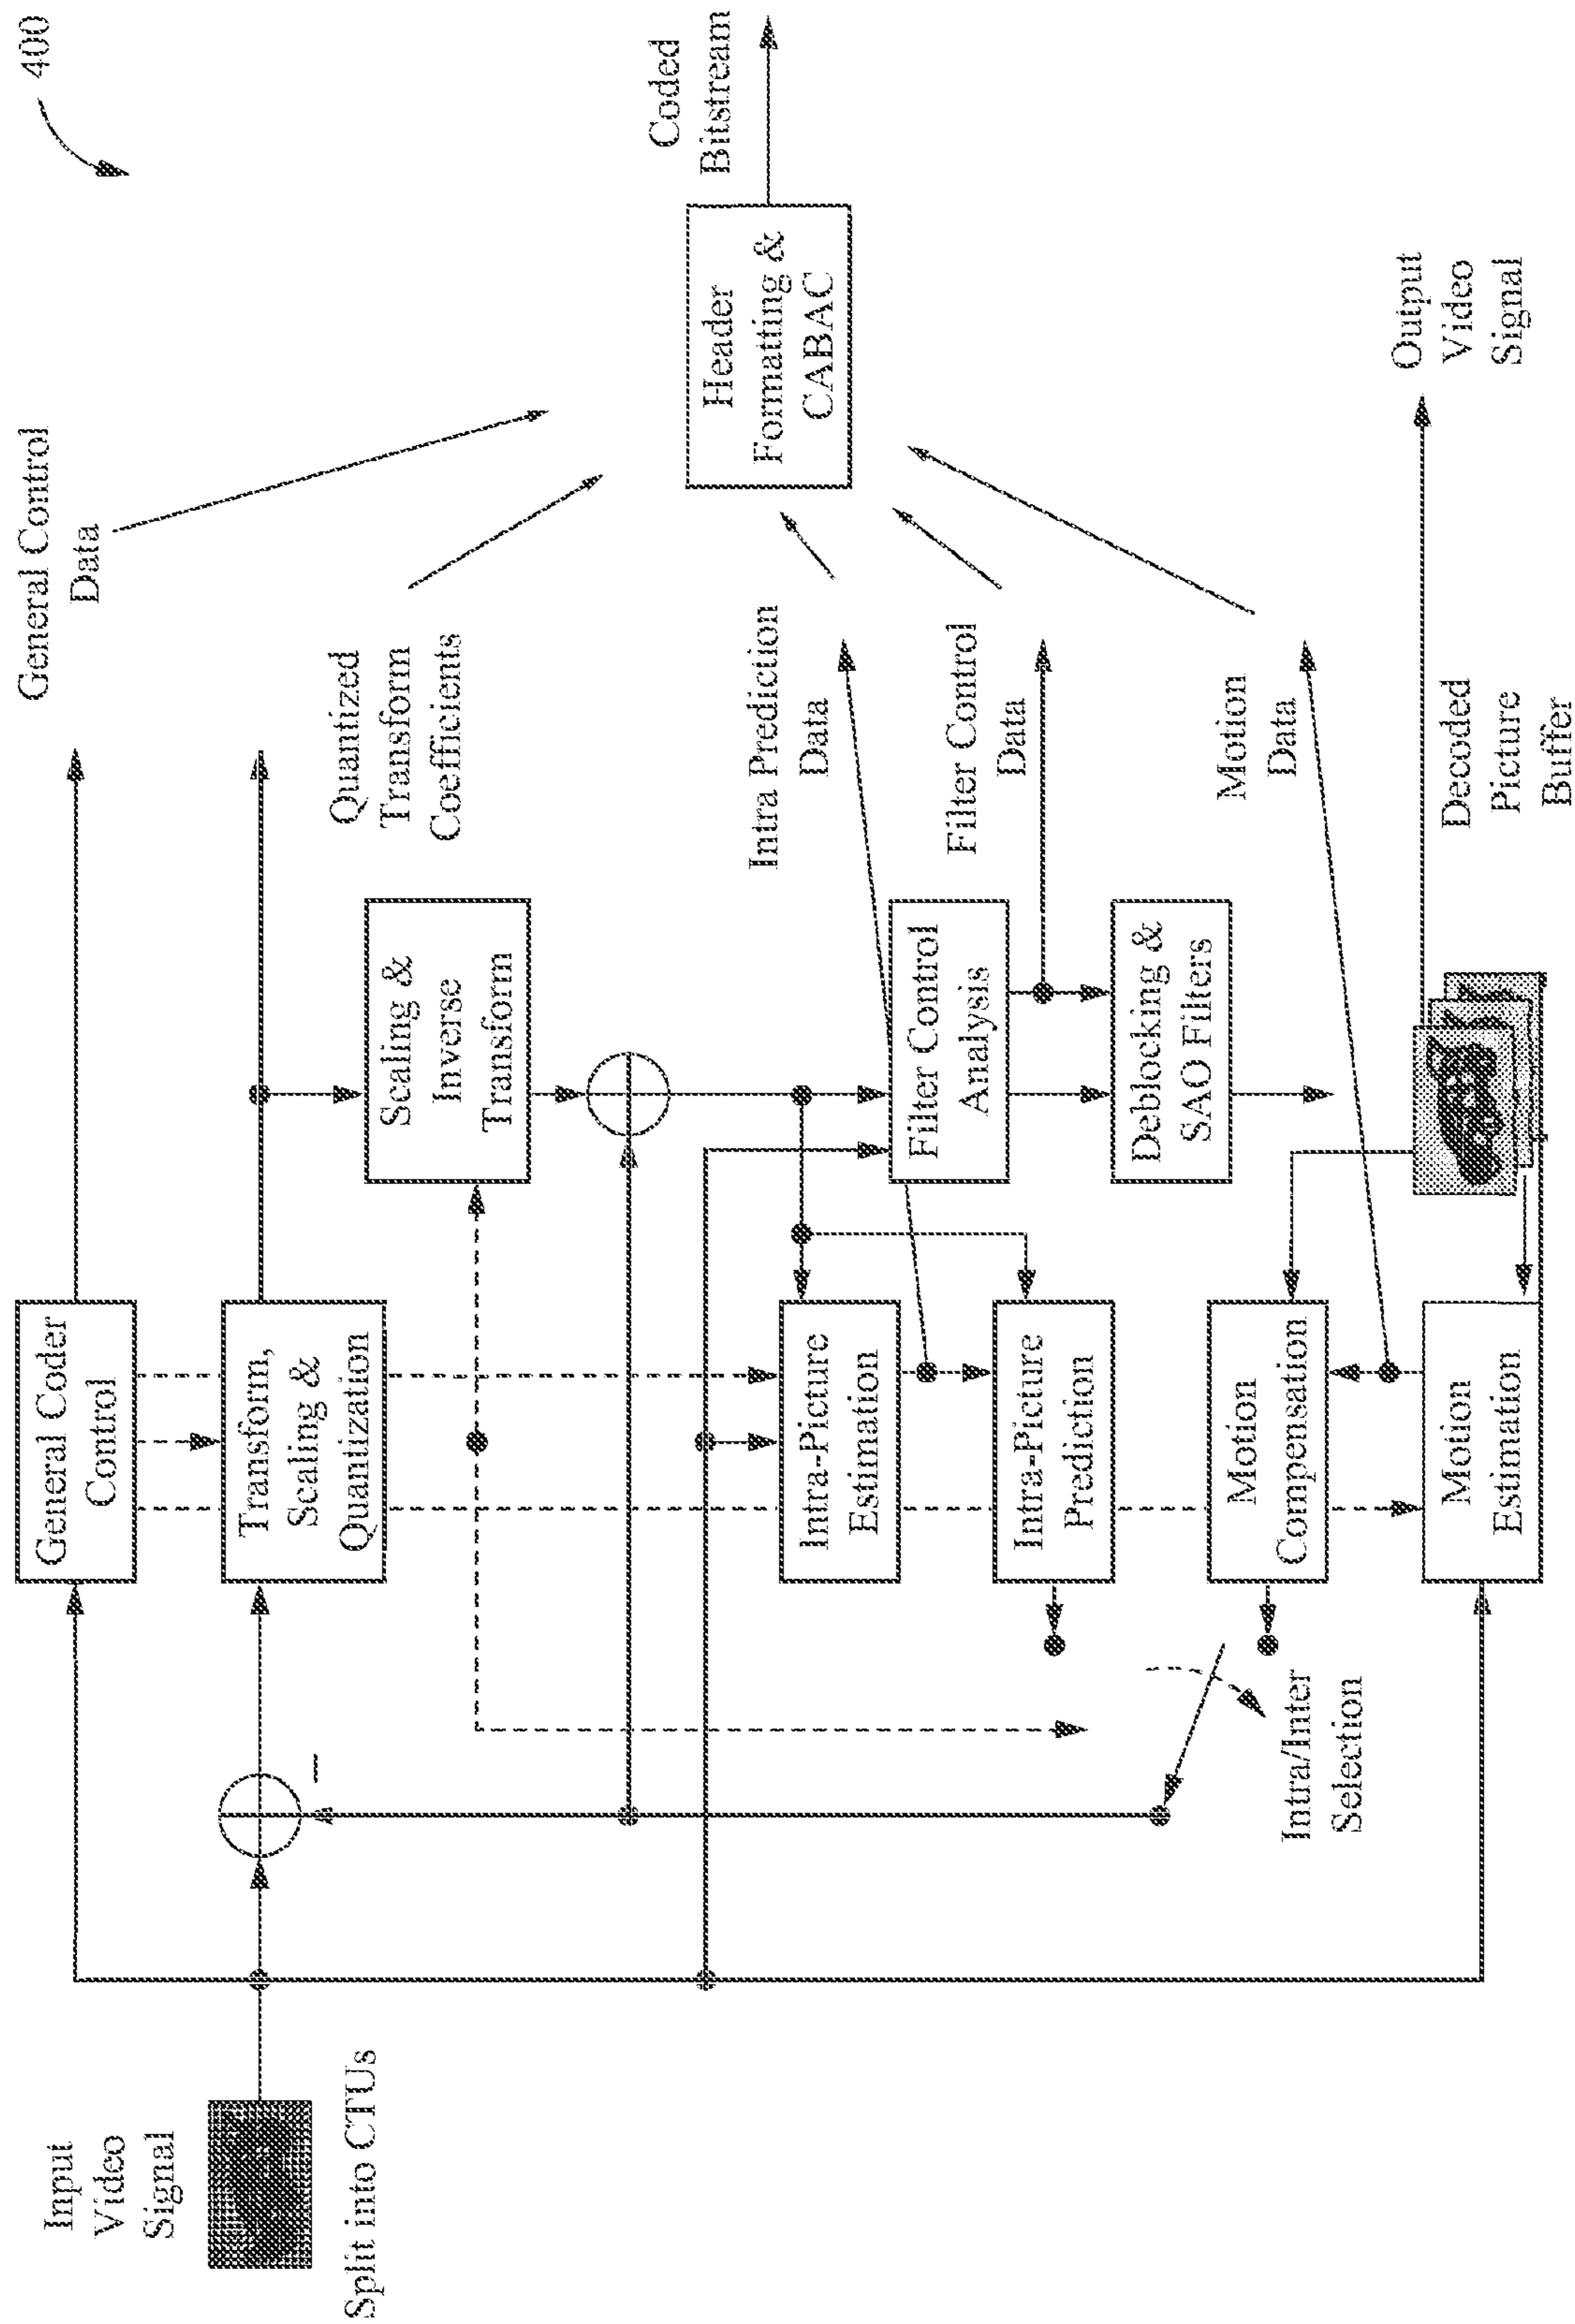 400
Input
Video
Signal
Split into CTUs
General Coder
Control
General Control
Data
Transform,
Scaling &
Quantization
Quantized
Transform
Coefficients
Scaling &
Inverse
Transform
Coded
Bitstream
Header
Formatting &
CABAC
Intra-Picture
Estimation
Intra Prediction
Data
Filter Control
Analysis
Filter Control
Data
Intra-Picture
Prediction
Deblocking &
SAO Filters
Motion
Compensation
Motion
Data
Intra/Inter
Selection
Motion
Estimation
Output
Video
Signal
Decoded
Picture
Buffer